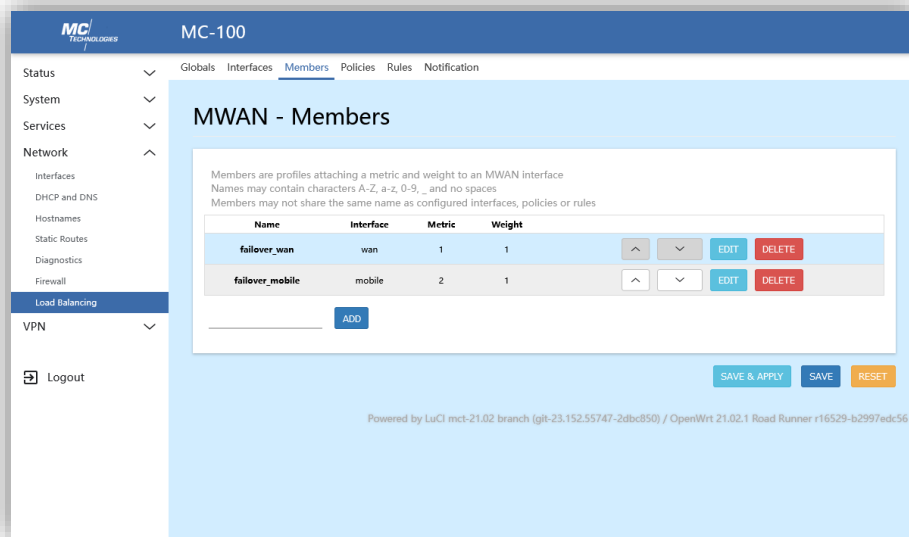 MC
TECHNOLOGIES
MC-100
Globals Interfaces Members Policies Rules Notification
Status
System
Services
Network
Interfaces
DHCP and DNS
Hostnames
Static Routes
Diagnostics
Firewall
Load Balancing
VPN
Logout
MWAN - Members
Members are profiles attaching a metric and weight to an MWAN interface
Names may contain characters A-Z, a-z, 0-9, _ and no spaces
Members may not share the same name as configured interfaces, policies or rules
Name Interface Metric Weight
failover_wan wan 1 1 EDIT DELETE
failover_mobile mobile 2 1 EDIT DELETE
ADD
SAVE & APPLY SAVE RESET
Powered by LuCI mct-21.02 branch (git-23.152.55747-2dbc850) / OpenWrt 21.02.1 Road Runner r16529-b2997edc56